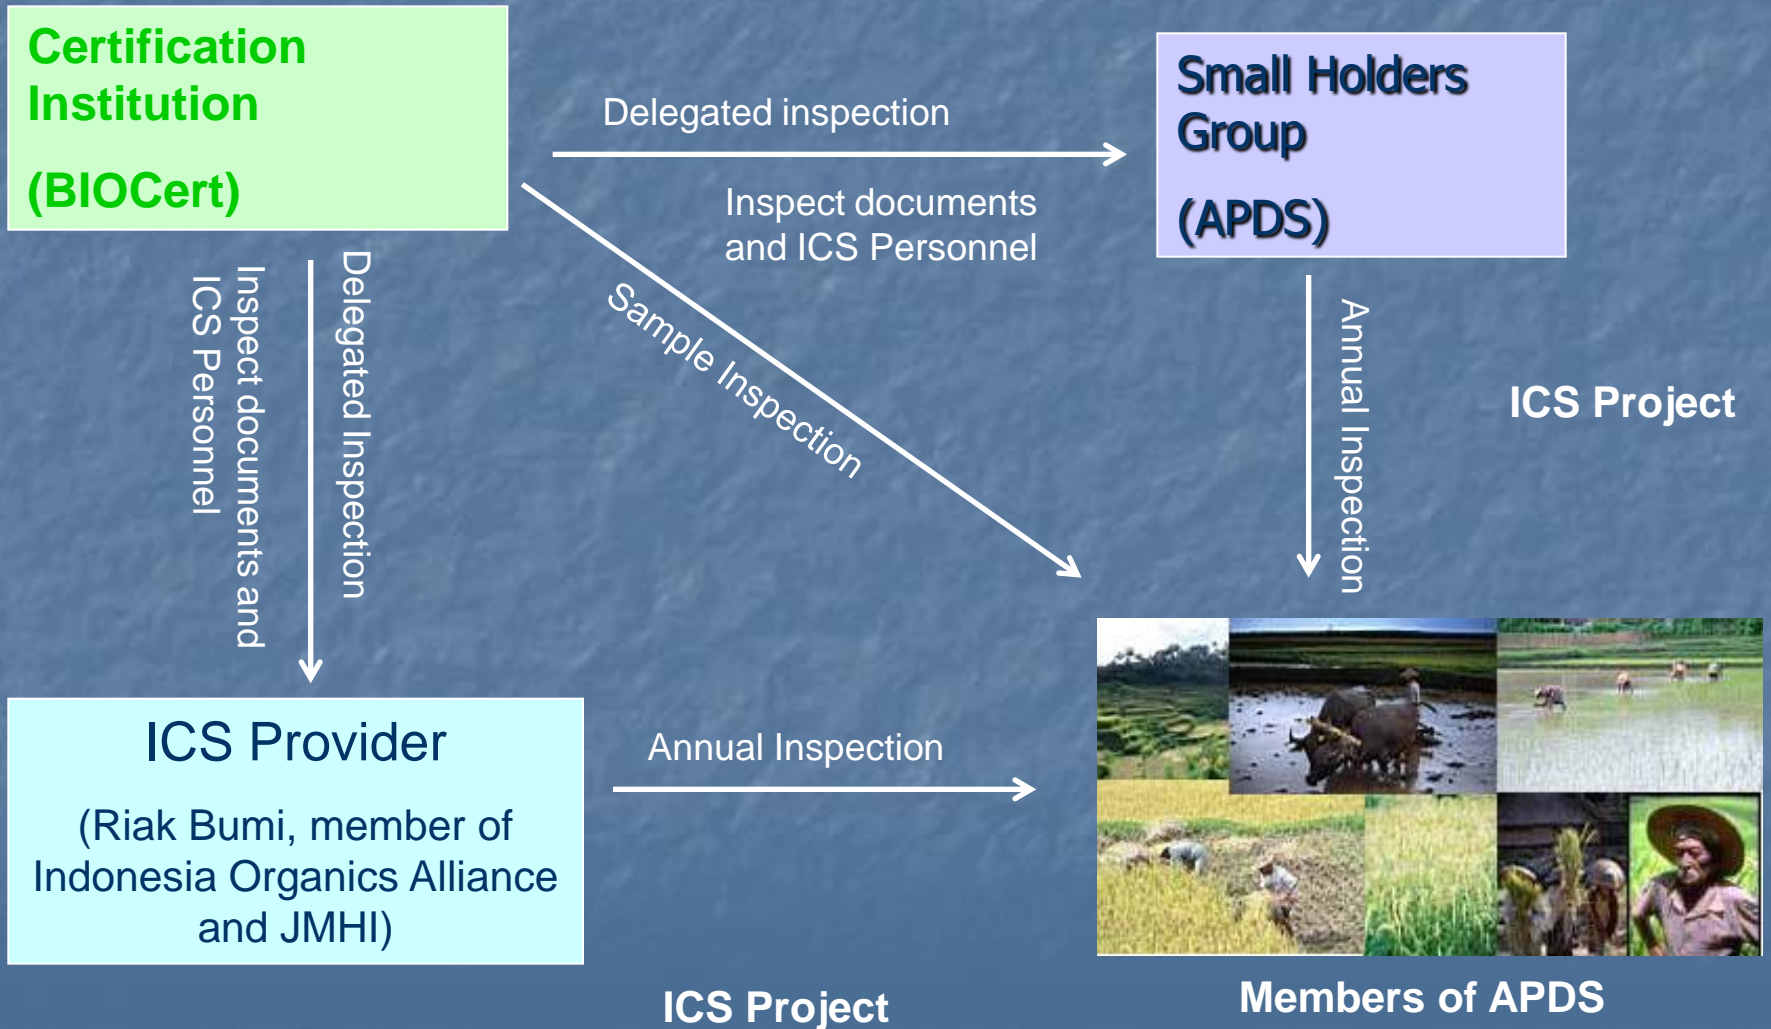 Certification
Institution
(BIOCert)
Delegated inspection
Inspect documents
and ICS Personnel
Small Holders
Group
(APDS)
Sample Inspection
Delegated Inspection
Inspect documents and
ICS Personnel
Annual Inspection
ICS Project
ICS Provider
(Riak Bumi, member of
Indonesia Organics Alliance
and JMHI)
Annual Inspection
ICS Project
Members of APDS